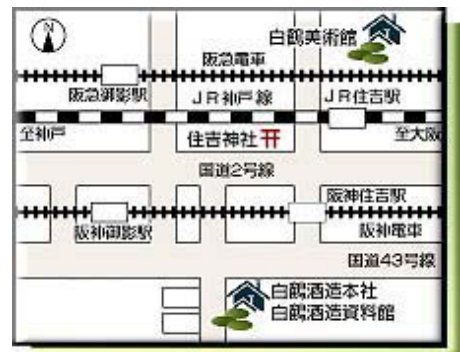 N
白鶴美術館
阪急電車
阪急御影駅
JR神戸線
JR住吉駅
至神戸
住吉神社
至大阪
国道2号線
阪神住吉駅
阪神御影駅
阪神電車
国道43号線
白鶴酒造本社
白鶴酒造資料館